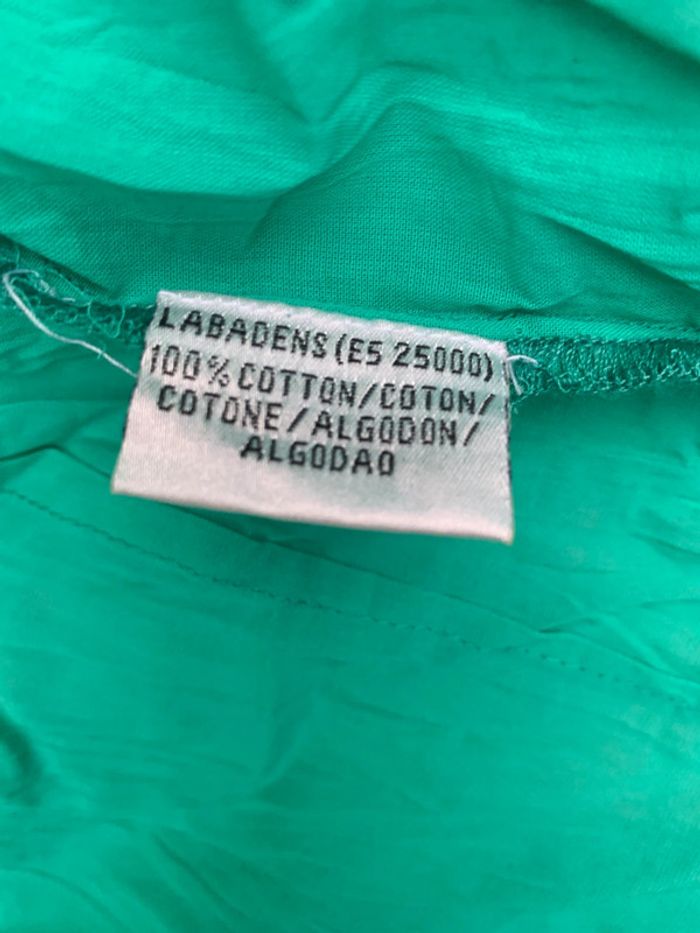 LABADENS (E5 25000)
100% COTTON/COTON/
COTONE/ALGODON/
ALGODAO